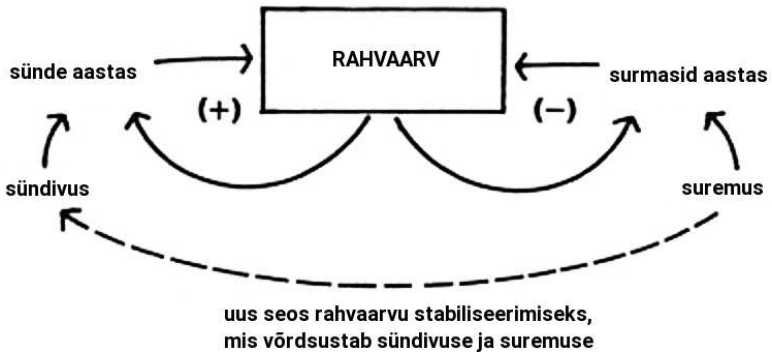 RAHVAARV
sünde aastas
surmasid aastas
(+)
(−)
sündivus
suremus
uus seos rahvaarvu stabiliseerimiseks,
mis võrdsustab sündivuse ja suremuse